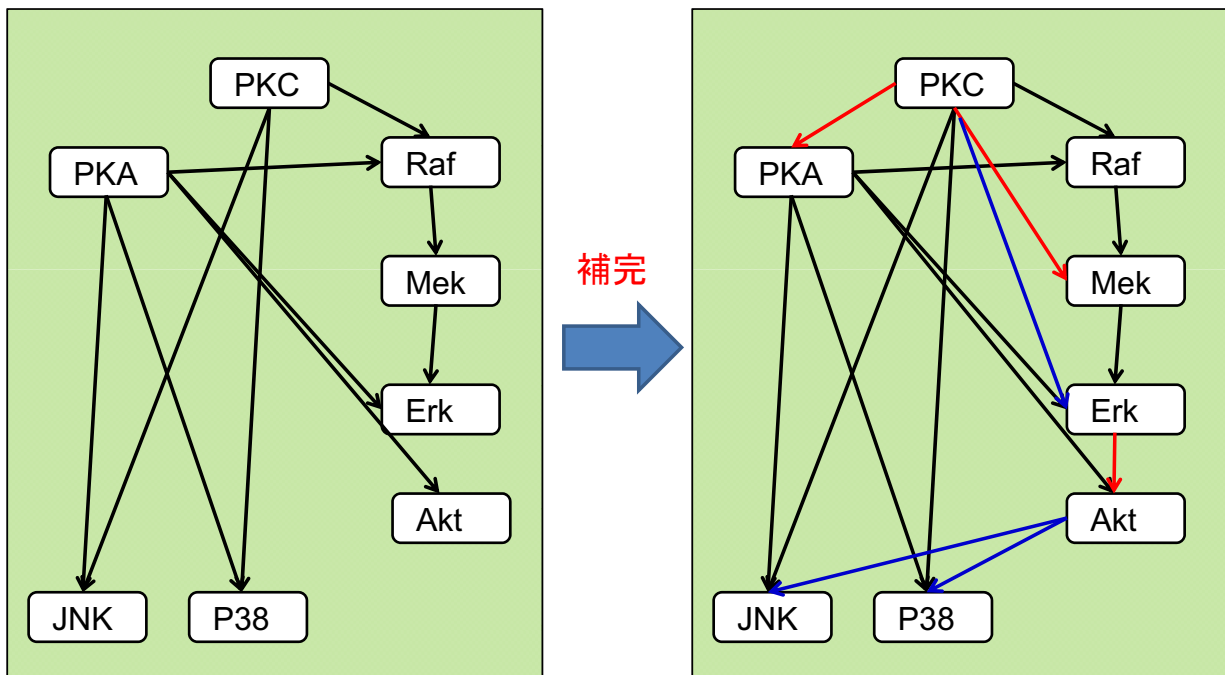 PKC
PKA
Raf
Mek
Erk
Akt
JNK
P38
補完
PKC
PKA
Raf
Mek
Erk
Akt
JNK
P38